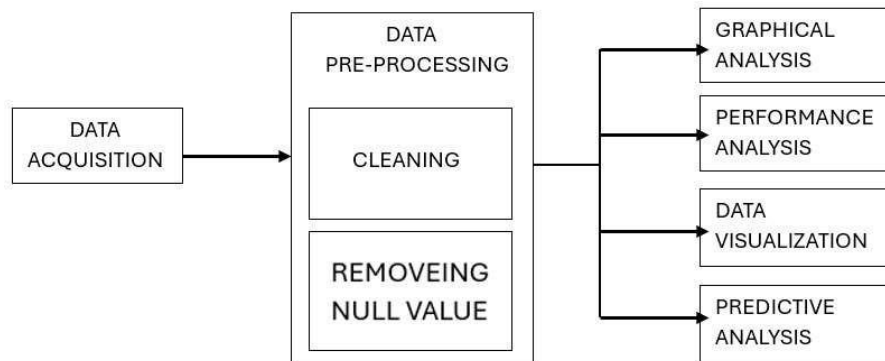 DATA
ACQUISITION
DATA
PRE-PROCESSING
CLEANING
REMOVEING
NULL VALUE
GRAPHICAL
ANALYSIS
PERFORMANCE
ANALYSIS
DATA
VISUALIZATION
PREDICTIVE
ANALYSIS